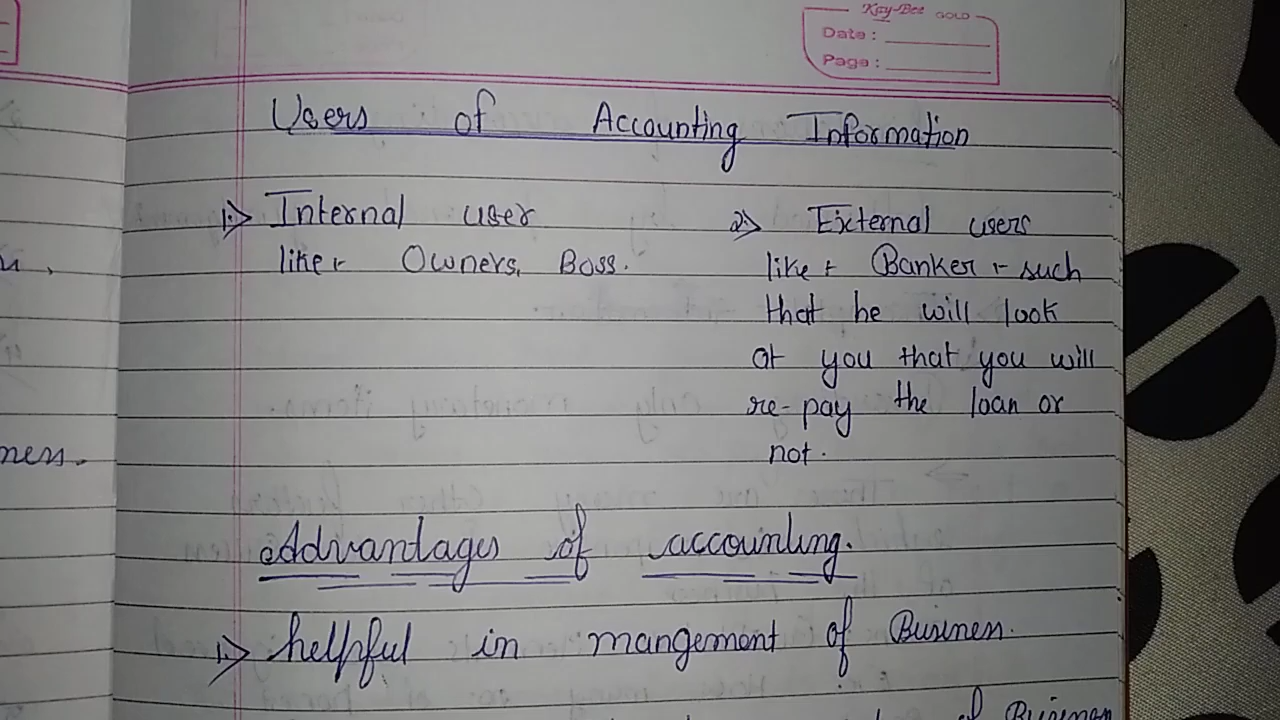 Kay-Bee GOLD
Date :
Page :
Users of Accounting Information
1. Internal user
like :- Owners, Boss.
2. External users
like :- Banker :- such
that he will look
at you that you will
re-pay the loan or
not.
Advantages of accounting.
1. helpful in mangement of Business.
of Business